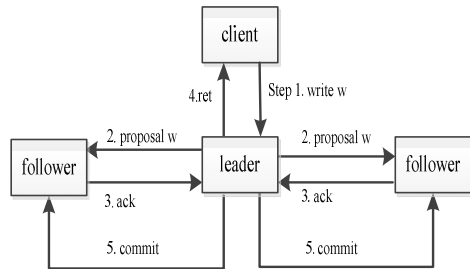 client
4.ret
Step 1. write w
2. proposal w
2. proposal w
follower
leader
follower
3. ack
3. ack
5. commit
5. commit